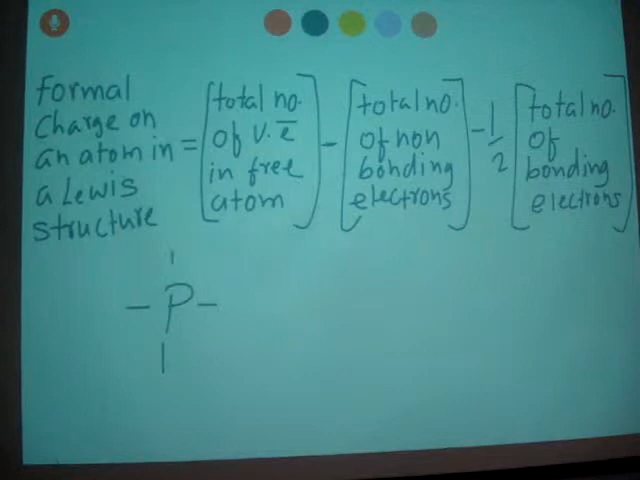 Formal
Charge on
an atom in =
a Lewis
structure
[total no.
of v. e̅
in free
atom]
-
[total no.
of non
bonding
electrons]
- 1/2
[total no.
of
bonding
electrons]
- P -